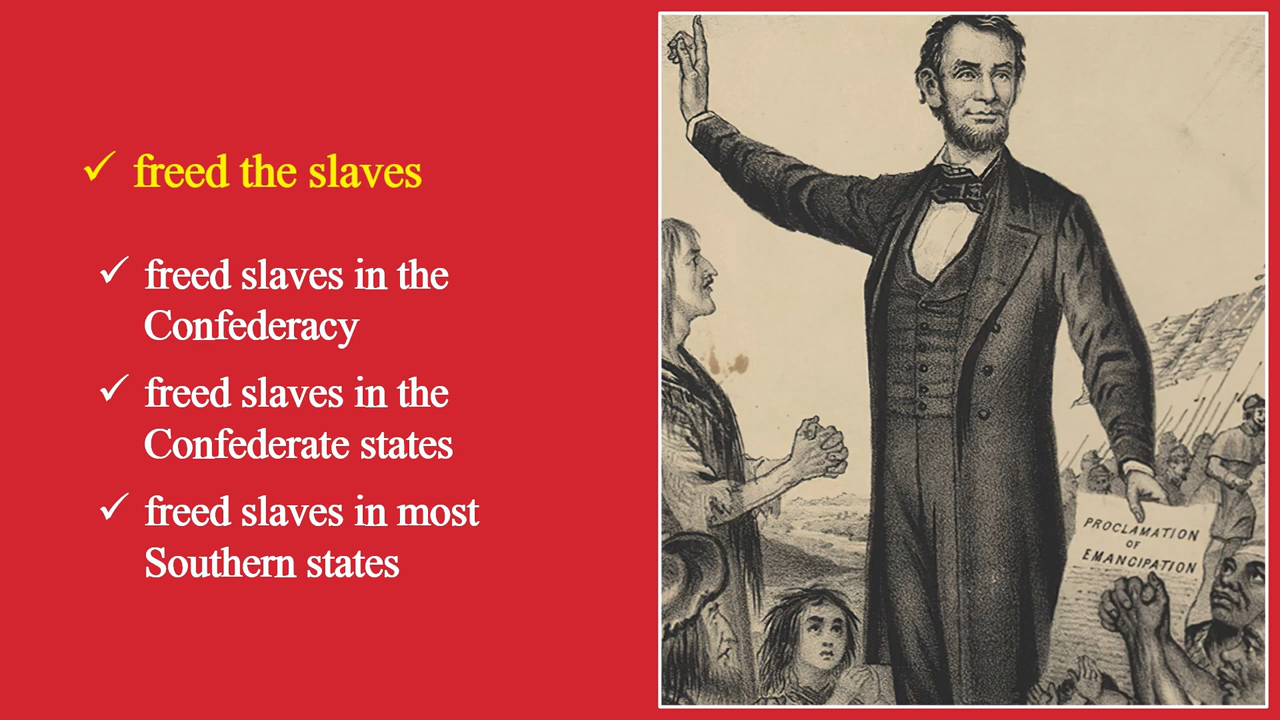 ✓ freed the slaves
✓ freed slaves in the
Confederacy
✓ freed slaves in the
Confederate states
✓ freed slaves in most
Southern states
PROCLAMATION
OF
EMANCIPATION